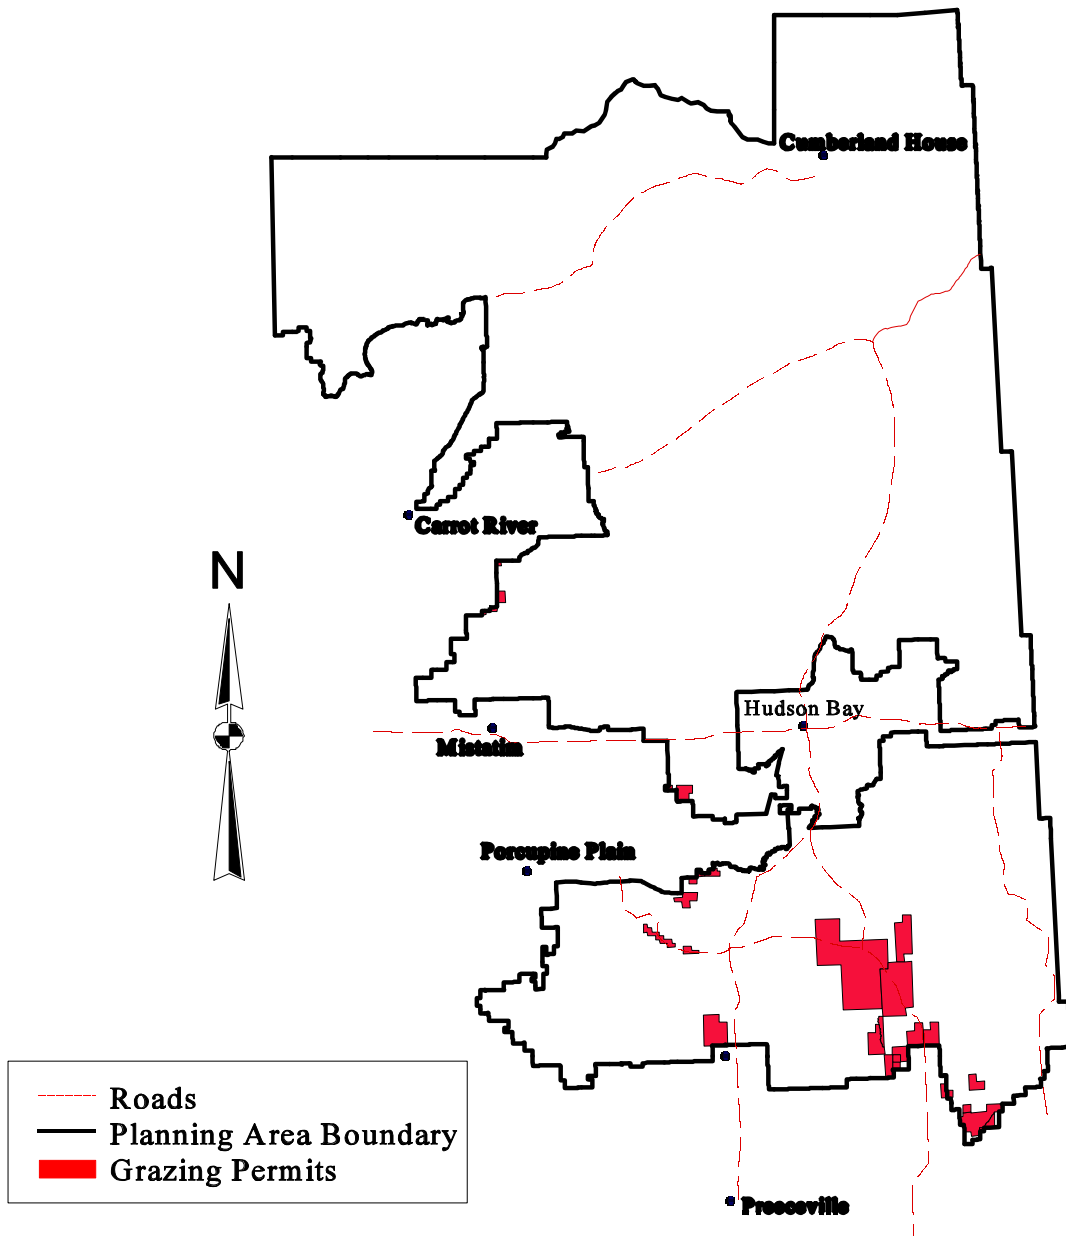 Cumberland House
Carrot River
N
Hudson Bay
Mistatim
Porcupine Plain
Roads
Planning Area Boundary
Grazing Permits
Preeceville